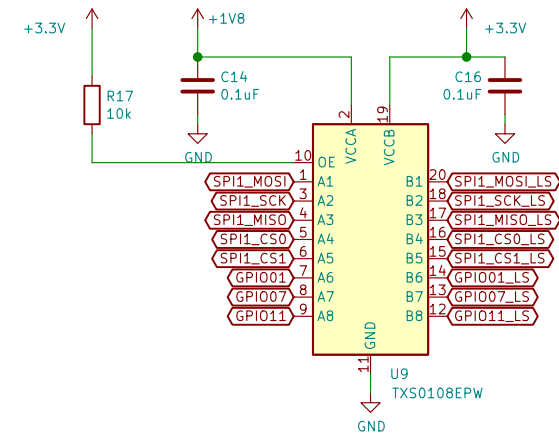 +3.3V
+1V8
+3.3V
R17
10k
C14
0.1uF
C16
0.1uF
GND
GND
2
VCCA
19
VCCB
10 OE
SPI1_MOSI 1 A1 B1 20 SPI1_MOSI_LS
SPI1_SCK 3 A2 B2 18 SPI1_SCK_LS
SPI1_MISO 4 A3 B3 17 SPI1_MISO_LS
SPI1_CS0 5 A4 B4 16 SPI1_CS0_LS
SPI1_CS1 6 A5 B5 15 SPI1_CS1_LS
GPIO01 7 A6 B6 14 GPIO01_LS
GPIO07 8 A7 B7 13 GPIO07_LS
GPIO11 9 A8 B8 12 GPIO11_LS
GND
11
U9
TXS0108EPW
GND